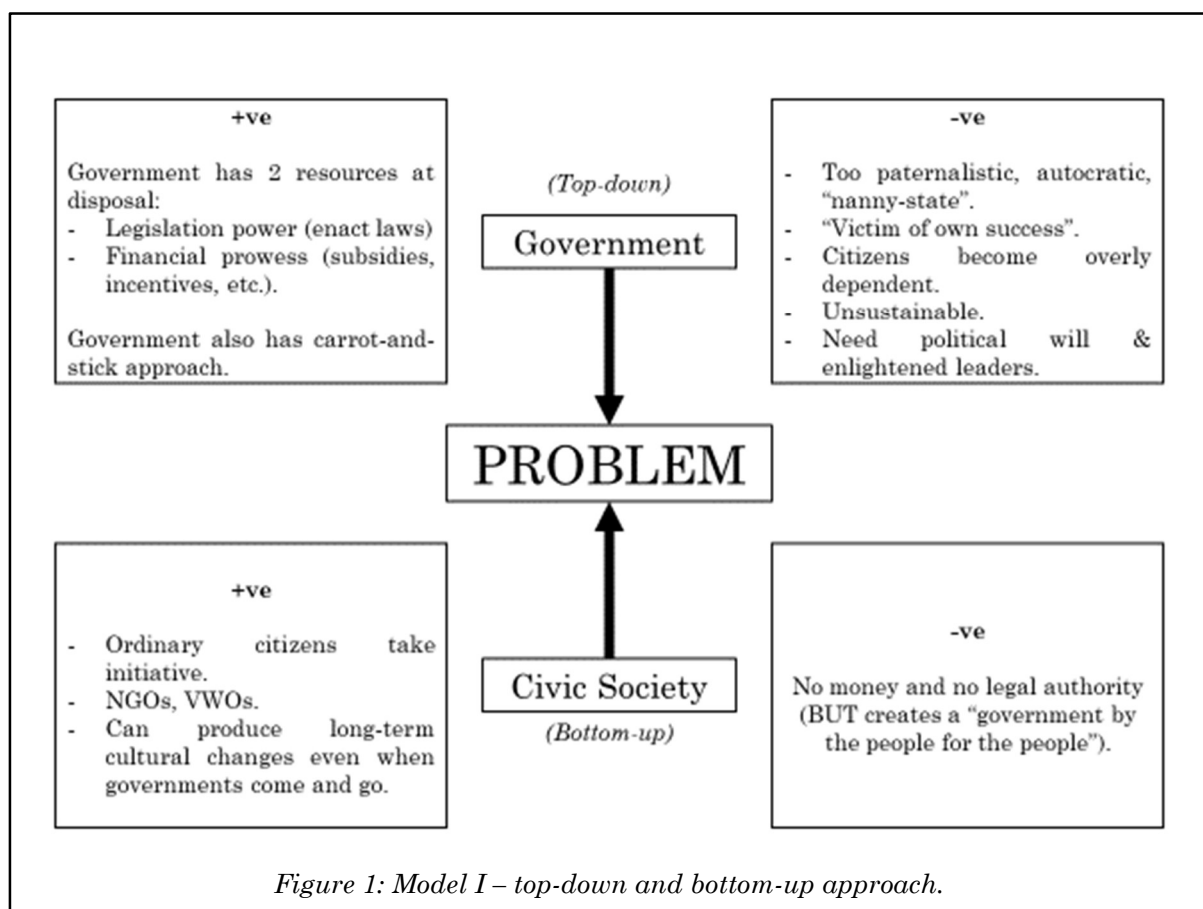 +ve
Government has 2 resources at
disposal:
- Legislation power (enact laws)
- Financial prowess (subsidies,
incentives, etc.).
Government also has carrot-and-
stick approach.
(Top-down)
Government
-ve
- Too paternalistic, autocratic,
“nanny-state”.
- “Victim of own success”.
- Citizens become overly
dependent.
- Unsustainable.
- Need political will &
enlightened leaders.
PROBLEM
+ve
- Ordinary citizens take
initiative.
- NGOs, VWOs.
- Can produce long-term
cultural changes even when
governments come and go.
Civic Society
(Bottom-up)
-ve
No money and no legal authority
(BUT creates a “government by
the people for the people”).
Figure 1: Model I – top-down and bottom-up approach.